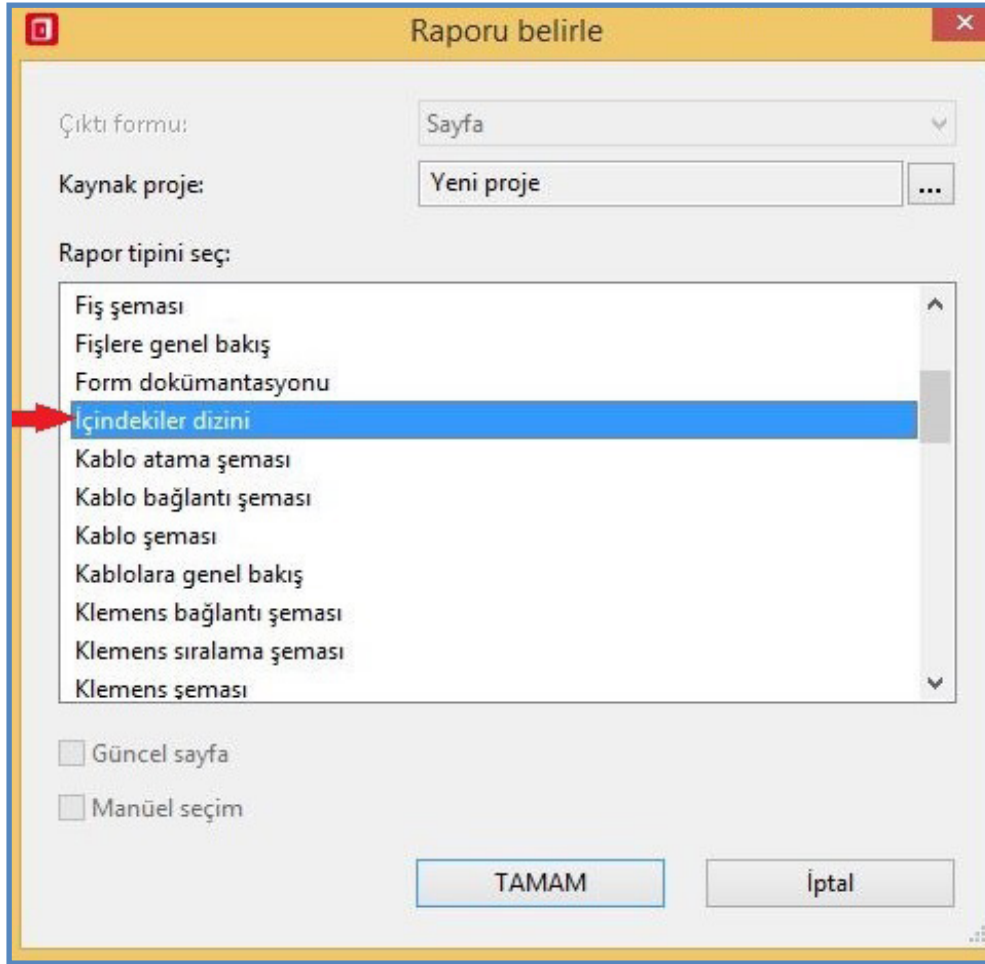 Raporu belirle
Çıktı formu:
Sayfa
Kaynak proje:
Yeni proje
...
Rapor tipini seç:
Fiş şeması
Fişlere genel bakış
Form dokümantasyonu
İçindekiler dizini
Kablo atama şeması
Kablo bağlantı şeması
Kablo şeması
Kablolara genel bakış
Klemens bağlantı şeması
Klemens sıralama şeması
Klemens şeması
Güncel sayfa
Manüel seçim
TAMAM
İptal